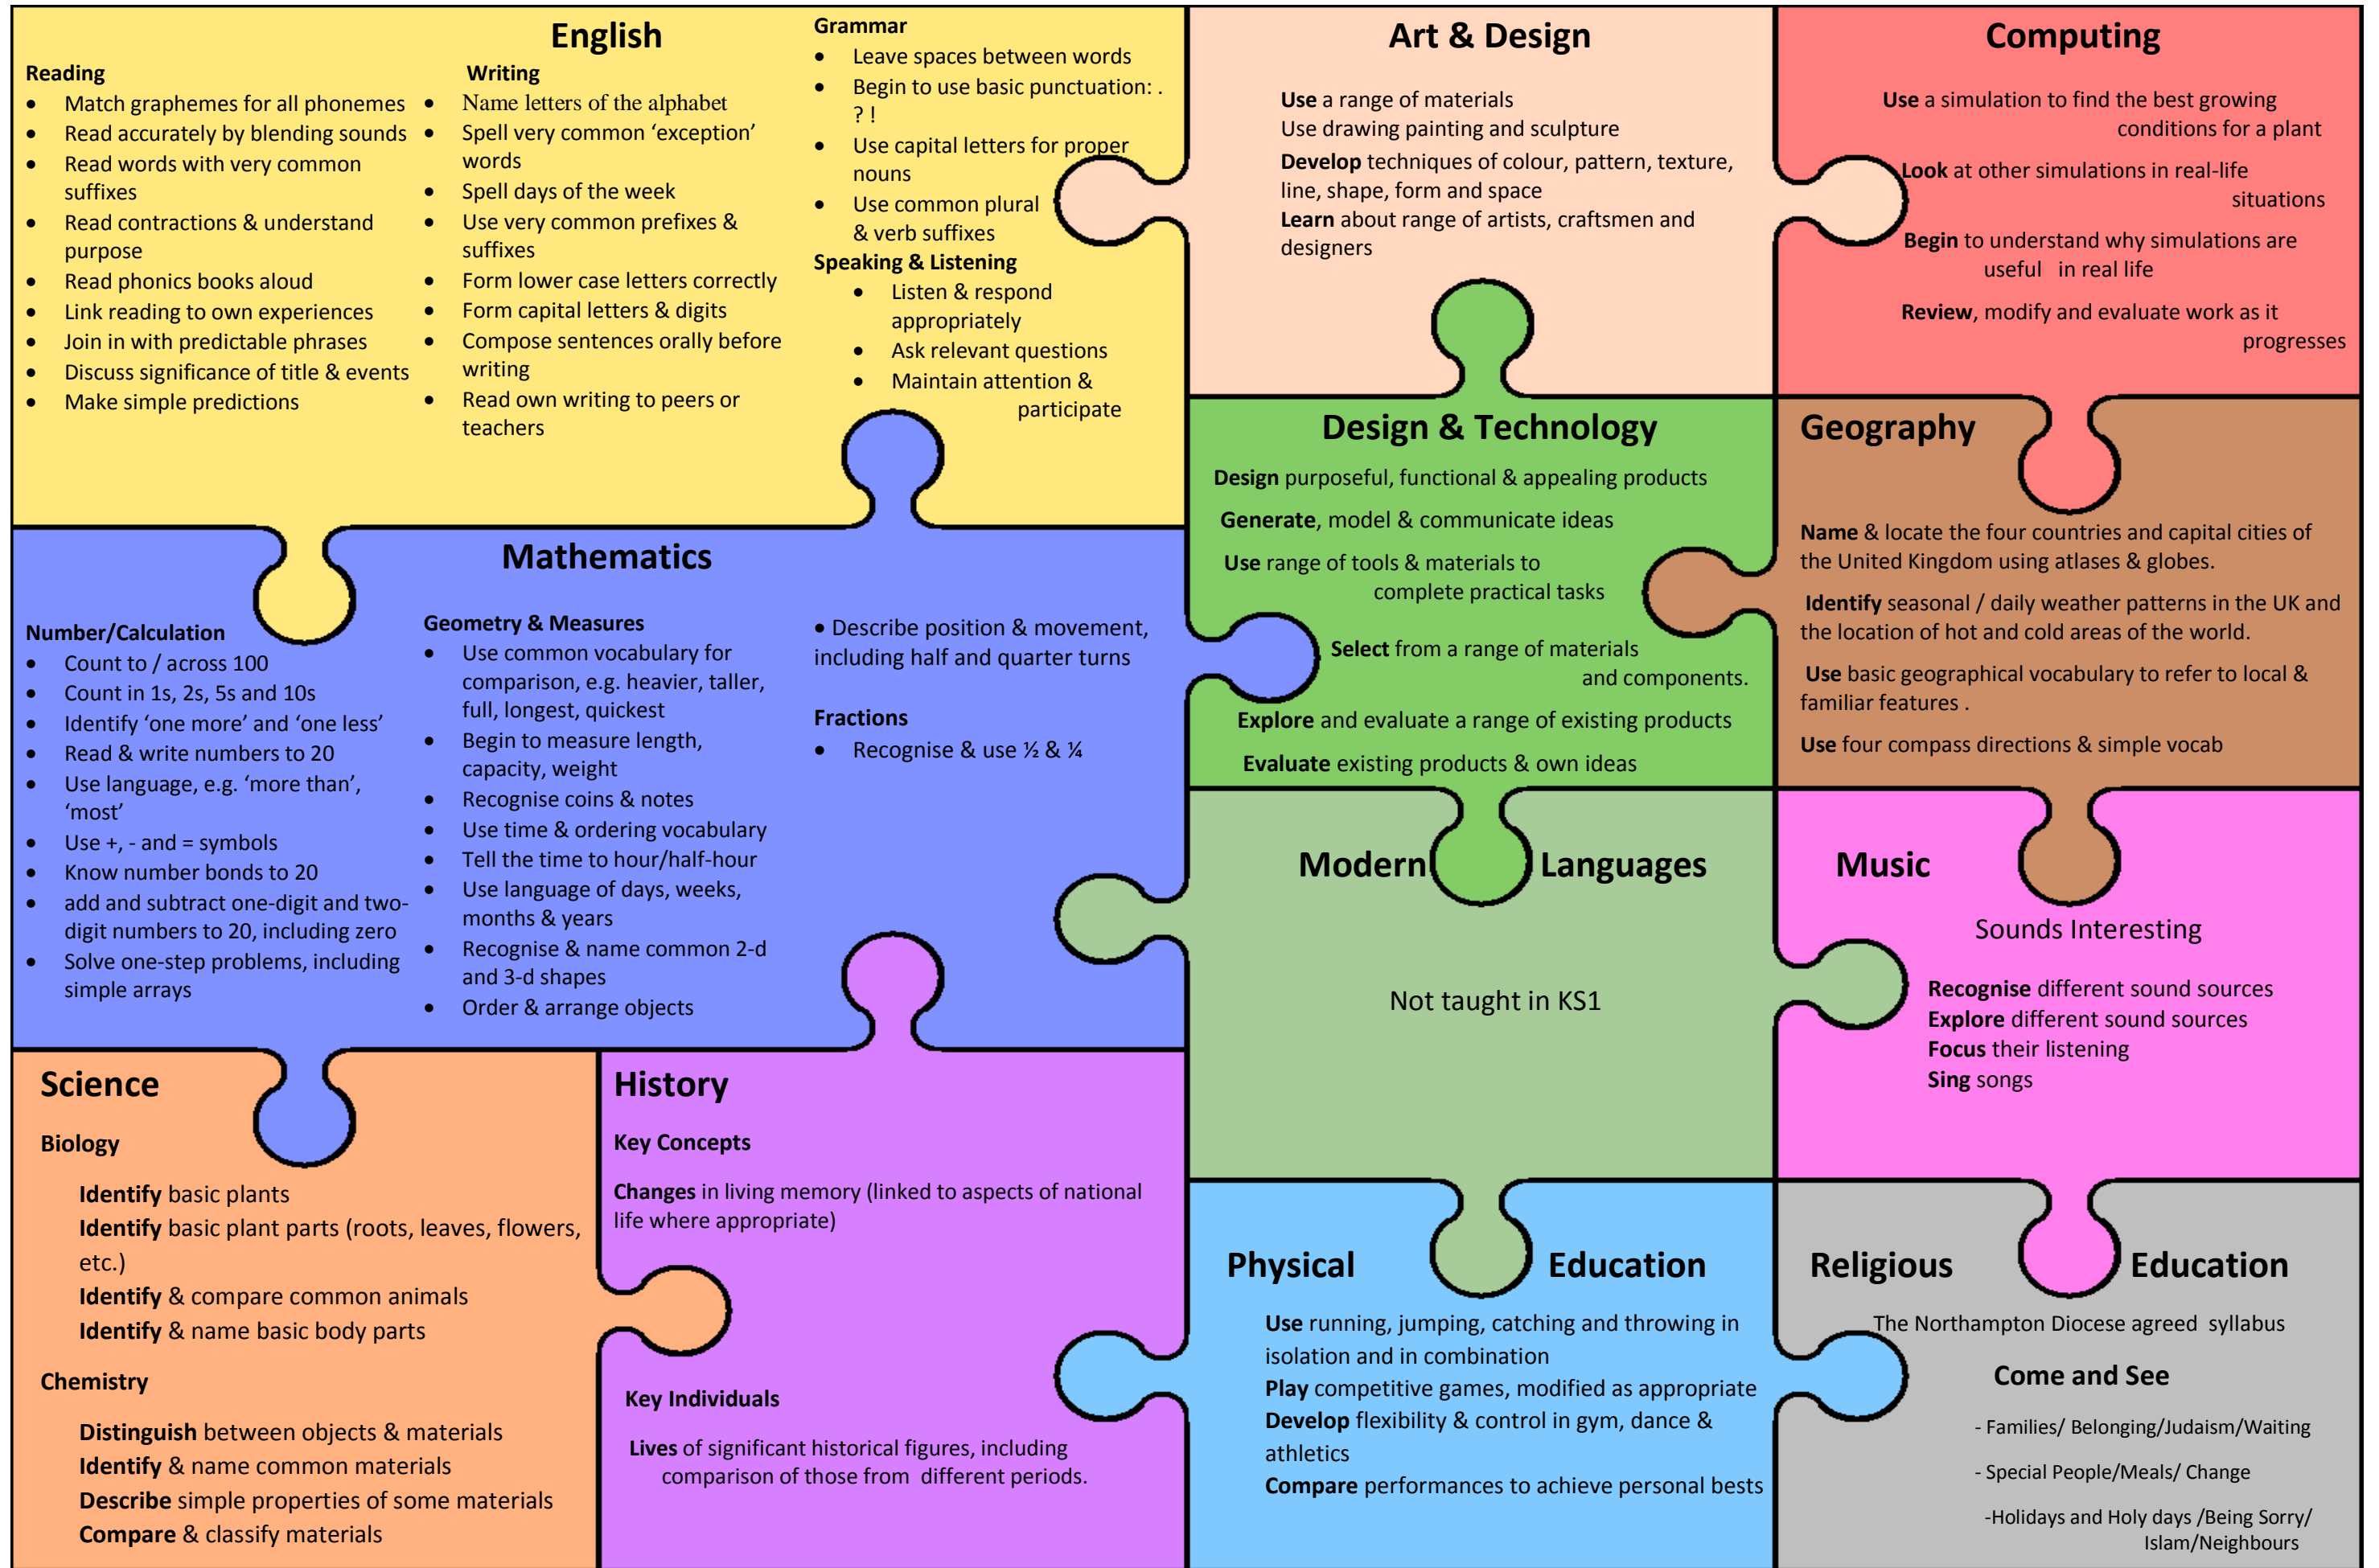 English
Reading
• Match graphemes for all phonemes
• Read accurately by blending sounds
• Read words with very common
suffixes
• Read contractions & understand
purpose
• Read phonics books aloud
• Link reading to own experiences
• Join in with predictable phrases
• Discuss significance of title & events
• Make simple predictions
Writing
• Name letters of the alphabet
• Spell very common ‘exception’
words
• Spell days of the week
• Use very common prefixes &
suffixes
• Form lower case letters correctly
• Form capital letters & digits
• Compose sentences orally before
writing
• Read own writing to peers or
teachers
Grammar
• Leave spaces between words
• Begin to use basic punctuation: .
? !
• Use capital letters for proper
nouns
• Use common plural
& verb suffixes
Speaking & Listening
• Listen & respond
appropriately
• Ask relevant questions
• Maintain attention &
participate
Art & Design
Use a range of materials
Use drawing painting and sculpture
Develop techniques of colour, pattern, texture,
line, shape, form and space
Learn about range of artists, craftsmen and
designers
Computing
Use a simulation to find the best growing
conditions for a plant
Look at other simulations in real-life
situations
Begin to understand why simulations are
useful in real life
Review, modify and evaluate work as it
progresses
Mathematics
Number/Calculation
• Count to / across 100
• Count in 1s, 2s, 5s and 10s
• Identify ‘one more’ and ‘one less’
• Read & write numbers to 20
• Use language, e.g. ‘more than’,
‘most’
• Use +, - and = symbols
• Know number bonds to 20
• add and subtract one-digit and two-
digit numbers to 20, including zero
• Solve one-step problems, including
simple arrays
Geometry & Measures
• Use common vocabulary for
comparison, e.g. heavier, taller,
full, longest, quickest
• Begin to measure length,
capacity, weight
• Recognise coins & notes
• Use time & ordering vocabulary
• Tell the time to hour/half-hour
• Use language of days, weeks,
months & years
• Recognise & name common 2-d
and 3-d shapes
• Order & arrange objects
• Describe position & movement,
including half and quarter turns
Fractions
• Recognise & use ½ & ¼
Design & Technology
Design purposeful, functional & appealing products
Generate, model & communicate ideas
Use range of tools & materials to
complete practical tasks
Select from a range of materials
and components.
Explore and evaluate a range of existing products
Evaluate existing products & own ideas
Geography
Name & locate the four countries and capital cities of
the United Kingdom using atlases & globes.
Identify seasonal / daily weather patterns in the UK and
the location of hot and cold areas of the world.
Use basic geographical vocabulary to refer to local &
familiar features .
Use four compass directions & simple vocab
Modern Languages
Not taught in KS1
Music
Sounds Interesting
Recognise different sound sources
Explore different sound sources
Focus their listening
Sing songs
Science
Biology
Identify basic plants
Identify basic plant parts (roots, leaves, flowers,
etc.)
Identify & compare common animals
Identify & name basic body parts
Chemistry
Distinguish between objects & materials
Identify & name common materials
Describe simple properties of some materials
Compare & classify materials
History
Key Concepts
Changes in living memory (linked to aspects of national
life where appropriate)
Key Individuals
Lives of significant historical figures, including
comparison of those from different periods.
Physical Education
Use running, jumping, catching and throwing in
isolation and in combination
Play competitive games, modified as appropriate
Develop flexibility & control in gym, dance &
athletics
Compare performances to achieve personal bests
Religious Education
The Northampton Diocese agreed syllabus
Come and See
- Families/ Belonging/Judaism/Waiting
- Special People/Meals/ Change
-Holidays and Holy days /Being Sorry/
Islam/Neighbours